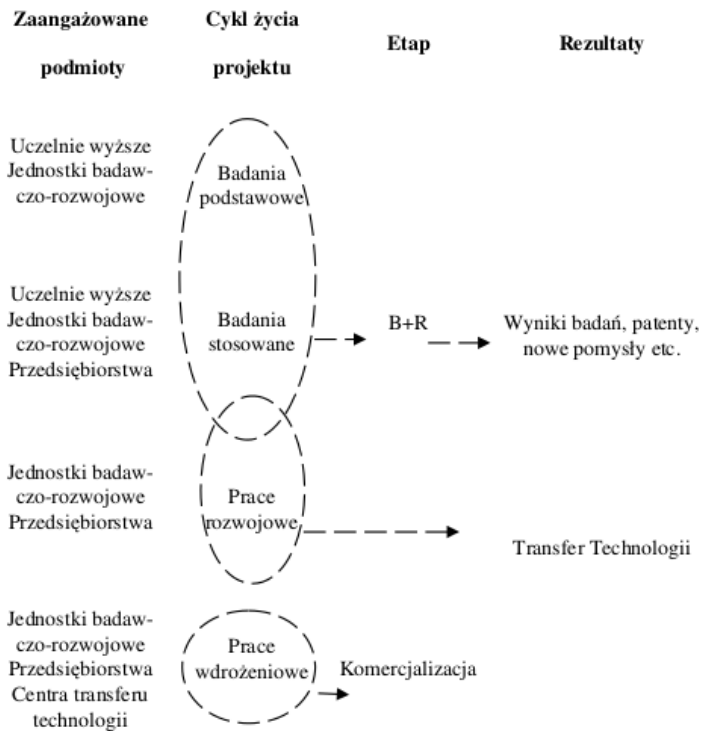 Zaangażowane
podmioty
Cykl życia
projektu
Etap
Rezultaty
Uczelnie wyższe
Jednostki badaw-
czo-rozwojowe
Badania
podstawowe
Uczelnie wyższe
Jednostki badaw-
czo-rozwojowe
Przedsiębiorstwa
Badania
stosowane
B+R
Wyniki badań, patenty,
nowe pomysły etc.
Jednostki badaw-
czo-rozwojowe
Przedsiębiorstwa
Prace
rozwojowe
Transfer Technologii
Jednostki badaw-
czo-rozwojowe
Przedsiębiorstwa
Centra transferu
technologii
Prace
wdrożeniowe
Komercjalizacja